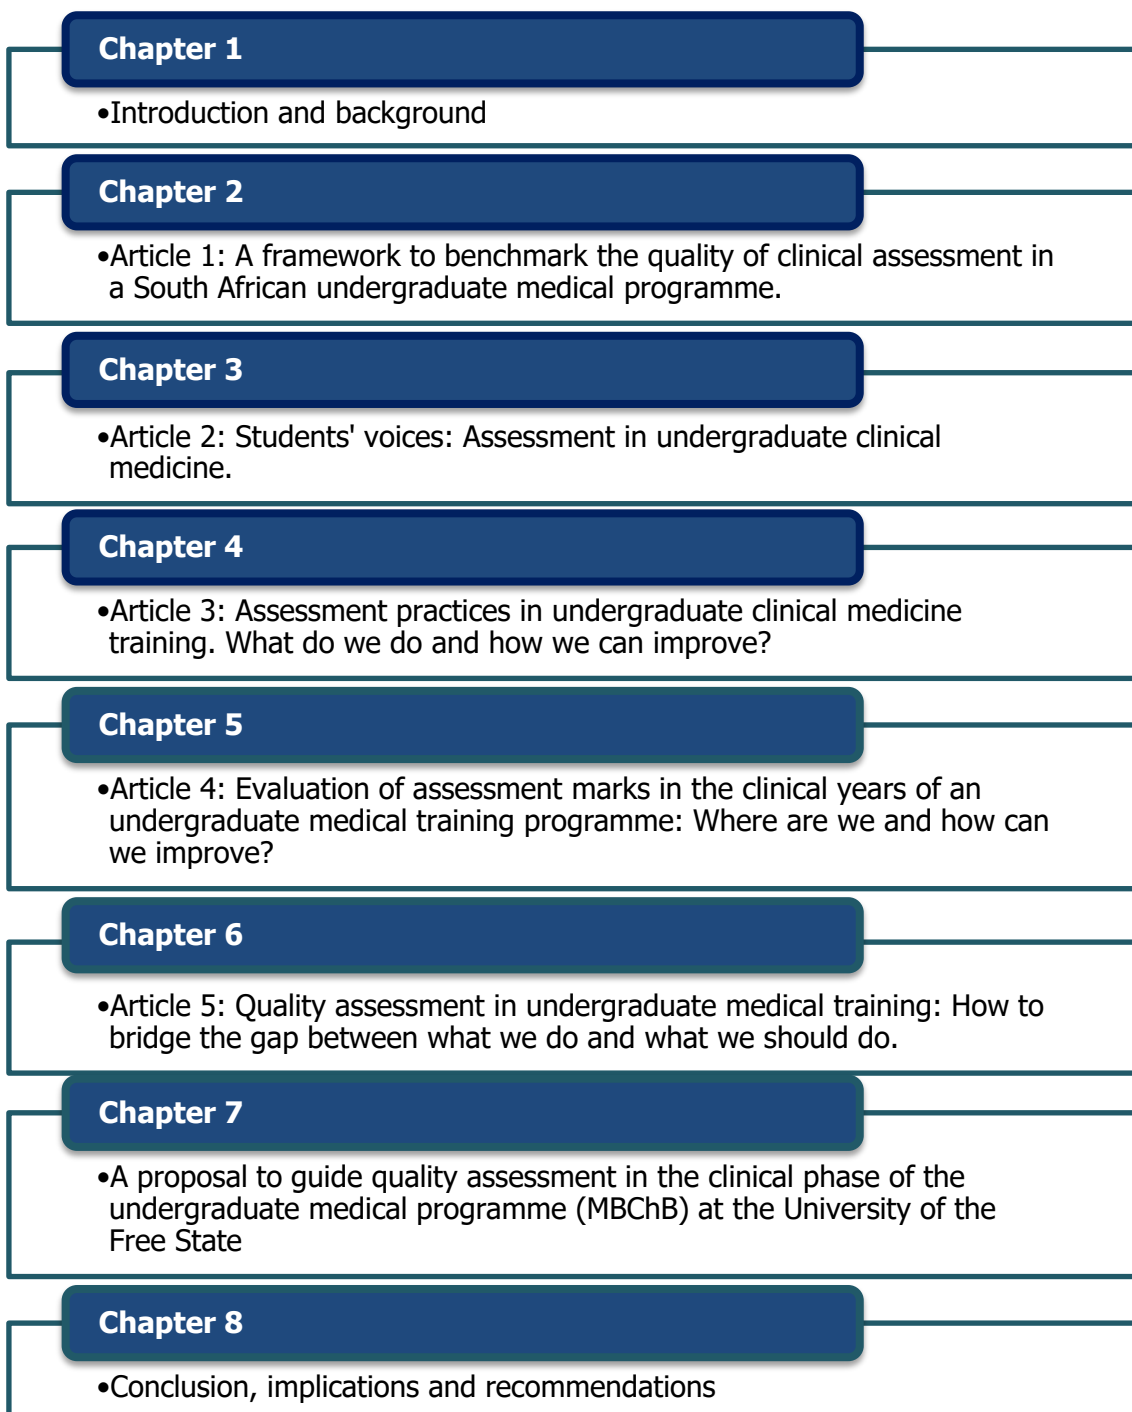 Chapter 1
•Introduction and background
Chapter 2
•Article 1: A framework to benchmark the quality of clinical assessment in
a South African undergraduate medical programme.
Chapter 3
•Article 2: Students' voices: Assessment in undergraduate clinical
medicine.
Chapter 4
•Article 3: Assessment practices in undergraduate clinical medicine
training. What do we do and how we can improve?
Chapter 5
•Article 4: Evaluation of assessment marks in the clinical years of an
undergraduate medical training programme: Where are we and how can
we improve?
Chapter 6
•Article 5: Quality assessment in undergraduate medical training: How to
bridge the gap between what we do and what we should do.
Chapter 7
•A proposal to guide quality assessment in the clinical phase of the
undergraduate medical programme (MBChB) at the University of the
Free State
Chapter 8
•Conclusion, implications and recommendations